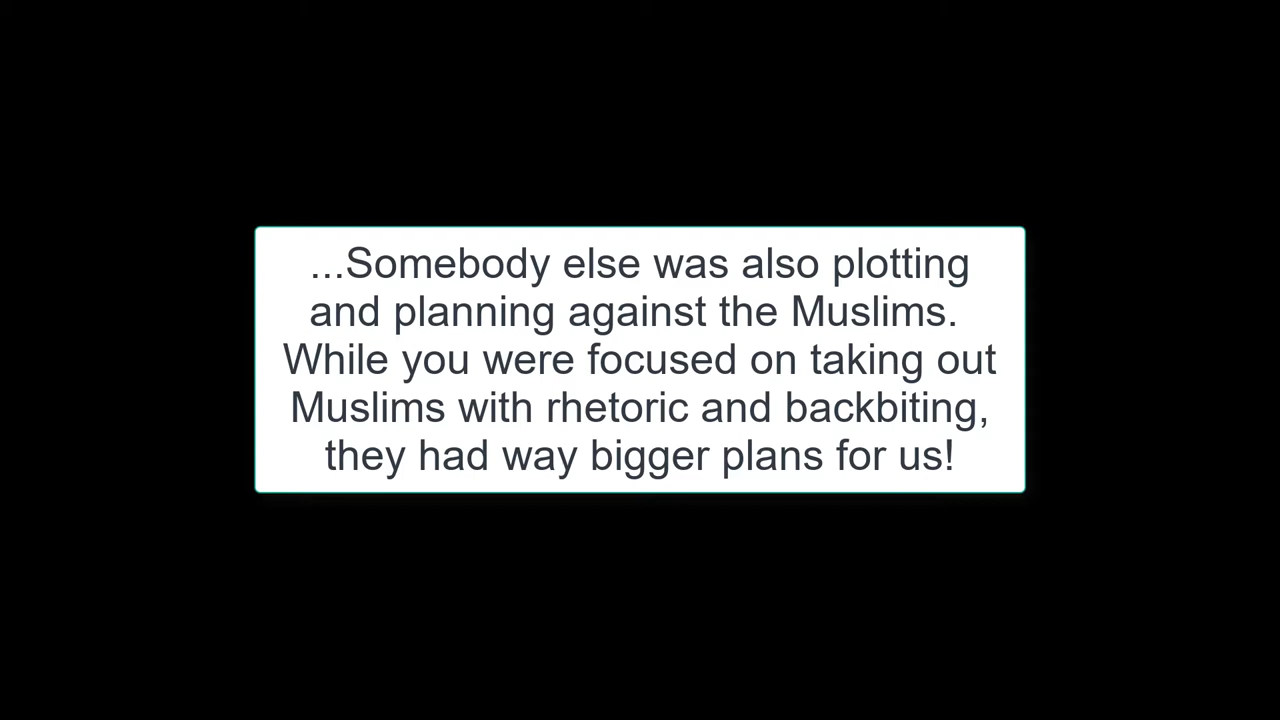 ...Somebody else was also plotting
and planning against the Muslims.
While you were focused on taking out
Muslims with rhetoric and backbiting,
they had way bigger plans for us!